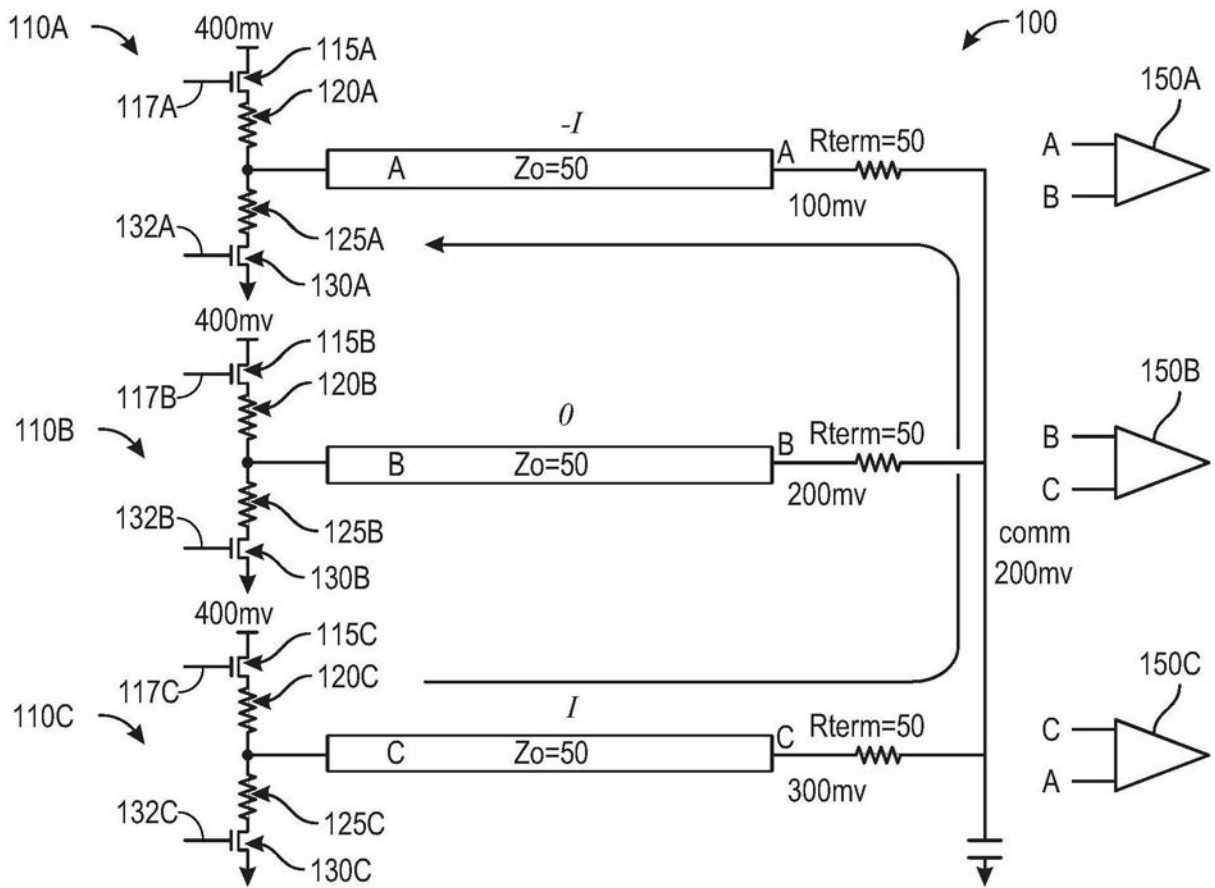 110A
400mv
115A
100
117A
120A
150A
-I
A
Zo=50
A
Rterm=50
100mv
A
B
132A
125A
130A
400mv
115B
117B
120B
150B
110B
0
B
Zo=50
B
Rterm=50
200mv
B
C
132B
125B
130B
comm
200mv
400mv
115C
117C
120C
150C
110C
I
C
Zo=50
C
Rterm=50
300mv
C
A
132C
125C
130C